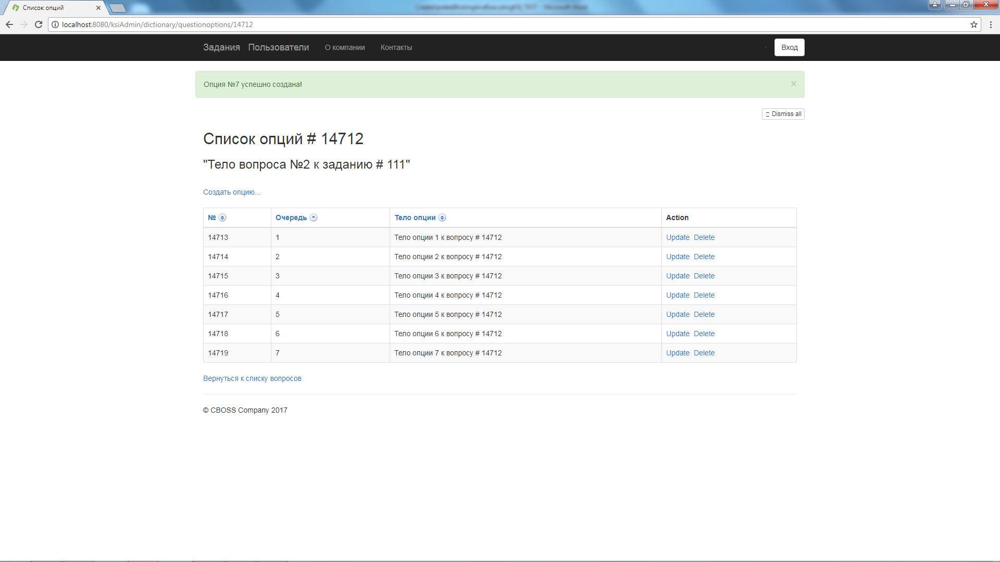 Список опций
localhost:8080/ksiAdmin/dictionary/questionoptions/14712
Задания Пользователи О компании Контакты Вход
Опция №7 успешно создана! ×
Dismiss all
Список опций # 14712
"Тело вопроса №2 к заданию # 111"
Создать опцию...
№ Очередь Тело опции Action
14713 1 Тело опции 1 к вопросу # 14712 Update Delete
14714 2 Тело опции 2 к вопросу # 14712 Update Delete
14715 3 Тело опции 3 к вопросу # 14712 Update Delete
14716 4 Тело опции 4 к вопросу # 14712 Update Delete
14717 5 Тело опции 5 к вопросу # 14712 Update Delete
14718 6 Тело опции 6 к вопросу # 14712 Update Delete
14719 7 Тело опции 7 к вопросу # 14712 Update Delete
Вернуться к списку вопросов
© CBOSS Company 2017